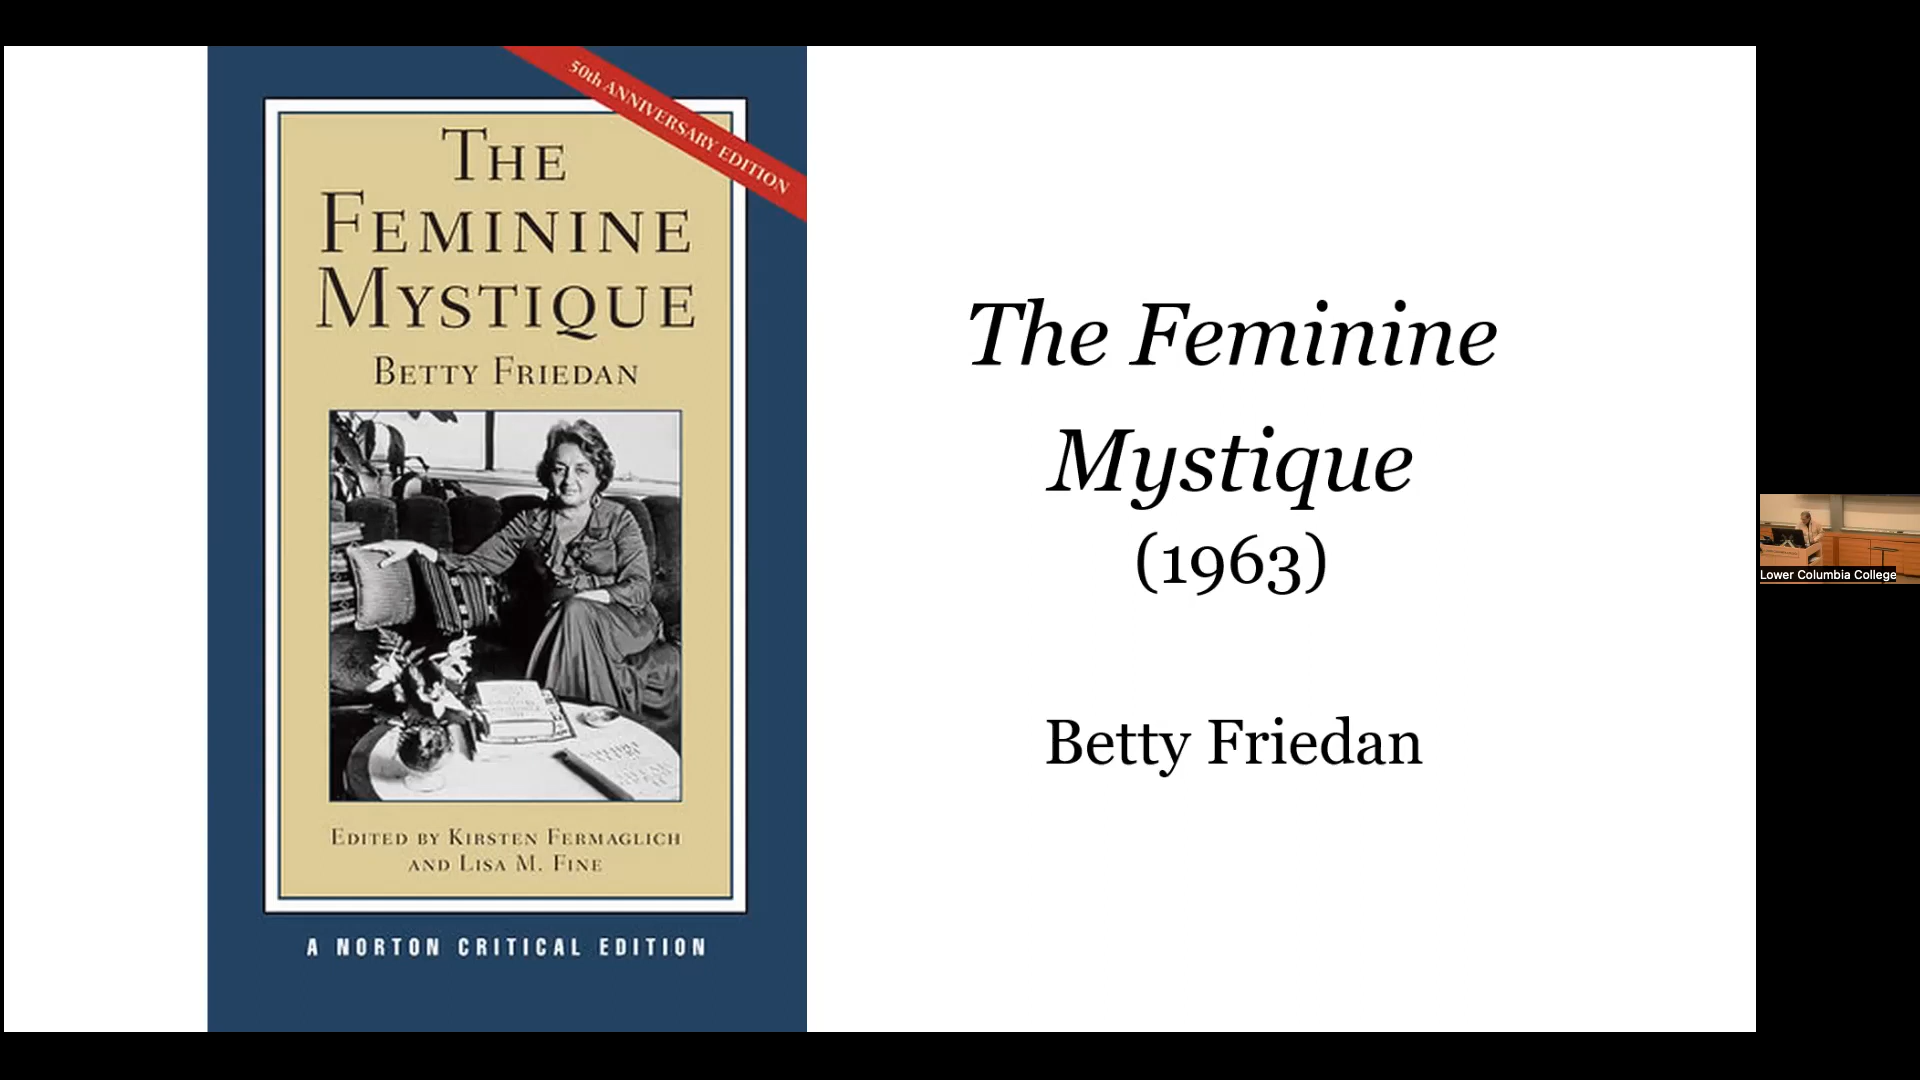 50th ANNIVERSARY EDITION
THE
FEMININE
MYSTIQUE
BETTY FRIEDAN
EDITED BY KIRSTEN FERMAGLICH
AND LISA M. FINE
A NORTON CRITICAL EDITION
The Feminine
Mystique
(1963)
Betty Friedan
Lower Columbia College